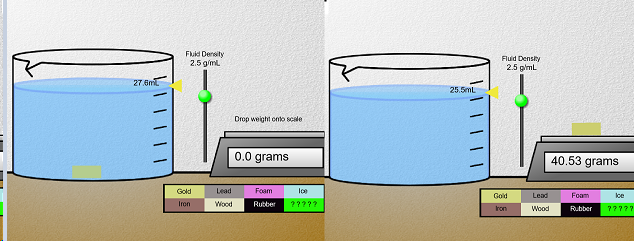 Fluid Density
2.5 g/mL
27.6mL
Drop weight onto scale
0.0 grams
Gold Lead Foam Ice
Iron Wood Rubber ? ? ? ? ?
Fluid Density
2.5 g/mL
25.5mL
40.53 grams
Gold Lead Foam Ice
Iron Wood Rubber ? ? ? ? ?